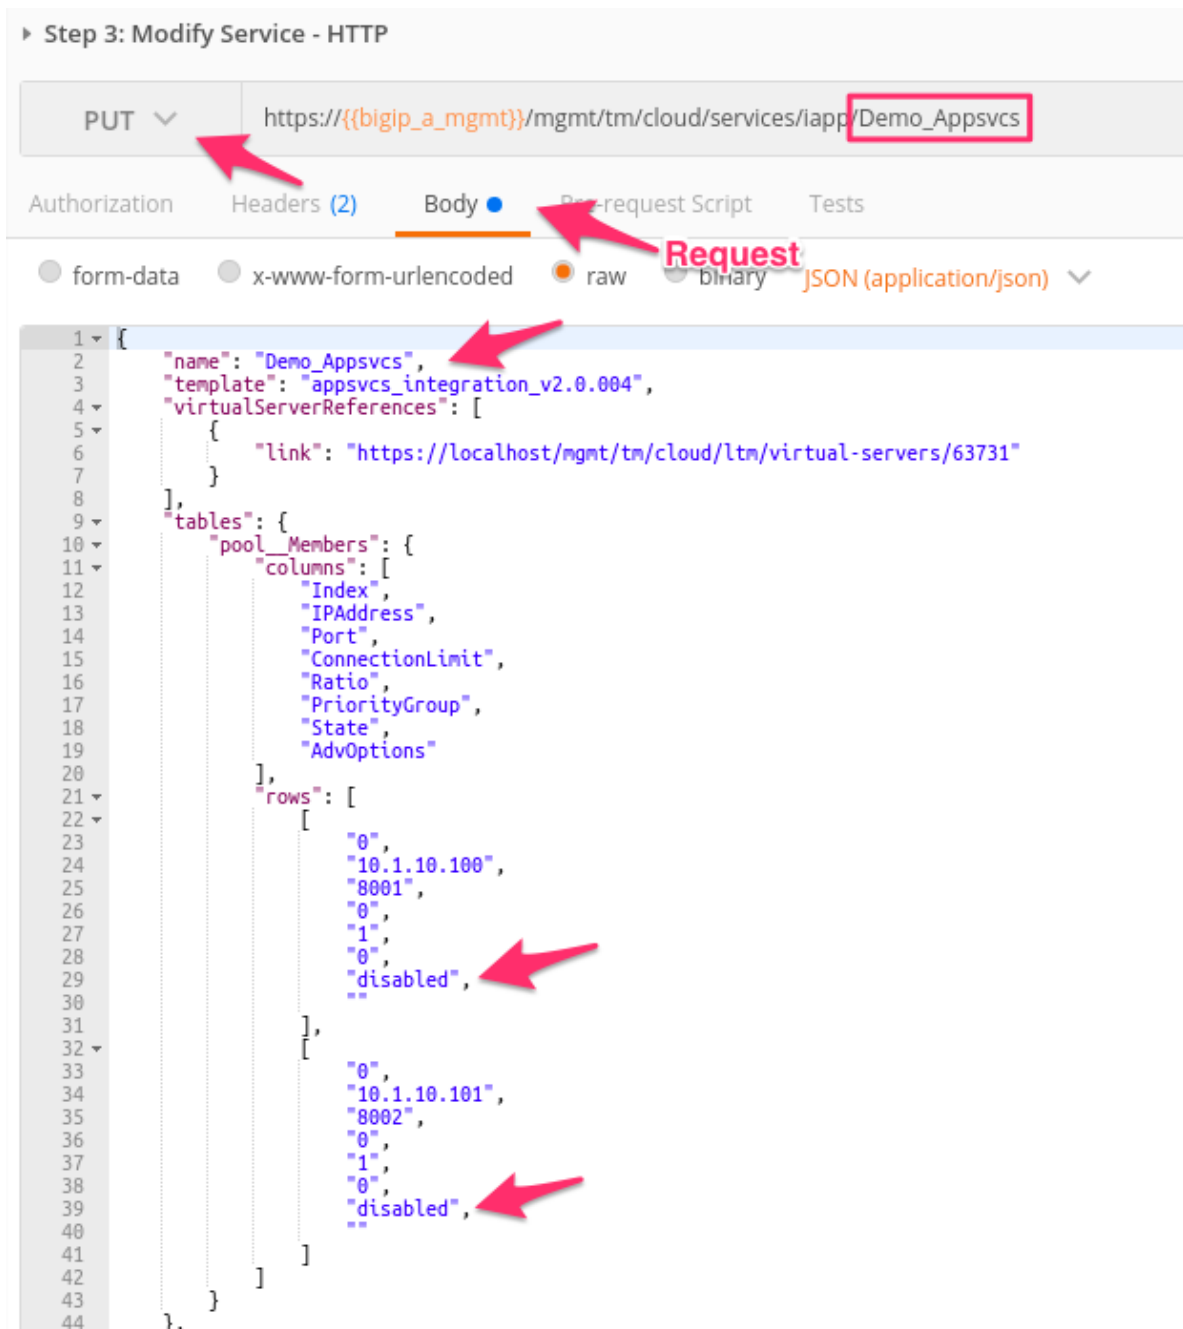 Step 3: Modify Service - HTTP
PUT https://{{bigip_a_mgmt}}/mgmt/tm/cloud/services/iapp/Demo_Appsvcs
Authorization Headers (2) Body Pre-request Script Tests
Request
form-data x-www-form-urlencoded raw binary JSON (application/json)
1 {
2 "name": "Demo_Appsvcs",
3 "template": "appsvcs_integration_v2.0.004",
4 "virtualServerReferences": [
5 {
6 "link": "https://localhost/mgmt/tm/cloud/ltm/virtual-servers/63731"
7 }
8 ],
9 "tables": {
10 "pool__Members": {
11 "columns": [
12 "Index",
13 "IPAddress",
14 "Port",
15 "ConnectionLimit",
16 "Ratio",
17 "PriorityGroup",
18 "State",
19 "AdvOptions"
20 ],
21 "rows": [
22 [
23 "0",
24 "10.1.10.100",
25 "8001",
26 "0",
27 "1",
28 "0",
29 "disabled",
30 ""
31 ],
32 [
33 "0",
34 "10.1.10.101",
35 "8002",
36 "0",
37 "1",
38 "0",
39 "disabled",
40 ""
41 ]
42 ]
43 }
44 },